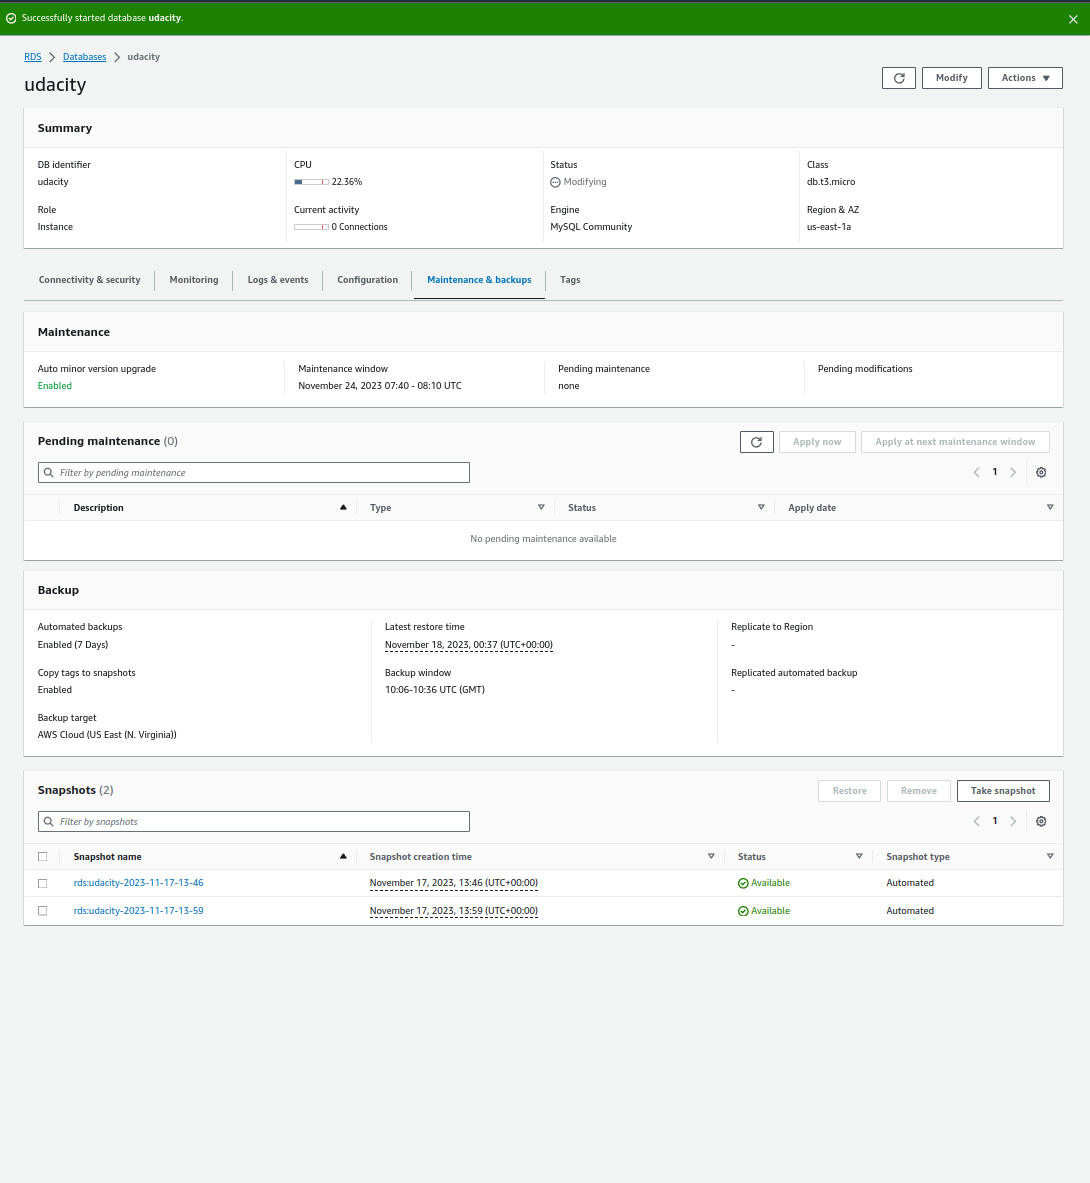 Successfully started database udacity.
RDS > Databases > udacity
udacity
Modify
Actions
Summary
DB identifier
udacity
CPU
22.36%
Status
Modifying
Class
db.t3.micro
Role
Instance
Current activity
0 Connections
Engine
MySQL Community
Region & AZ
us-east-1a
Connectivity & security
Monitoring
Logs & events
Configuration
Maintenance & backups
Tags
Maintenance
Auto minor version upgrade
Enabled
Maintenance window
November 24, 2023 07:40 - 08:10 UTC
Pending maintenance
none
Pending modifications
Pending maintenance (0)
Apply now
Apply at next maintenance window
Filter by pending maintenance
1
Description
Type
Status
Apply date
No pending maintenance available
Backup
Automated backups
Enabled (7 Days)
Latest restore time
November 18, 2023, 00:37 (UTC+00:00)
Replicate to Region
-
Copy tags to snapshots
Enabled
Backup window
10:06-10:36 UTC (GMT)
Replicated automated backup
-
Backup target
AWS Cloud (US East (N. Virginia))
Snapshots (2)
Restore
Remove
Take snapshot
Filter by snapshots
1
Snapshot name
Snapshot creation time
Status
Snapshot type
rds:udacity-2023-11-17-13-46
November 17, 2023, 13:46 (UTC+00:00)
Available
Automated
rds:udacity-2023-11-17-13-59
November 17, 2023, 13:59 (UTC+00:00)
Available
Automated